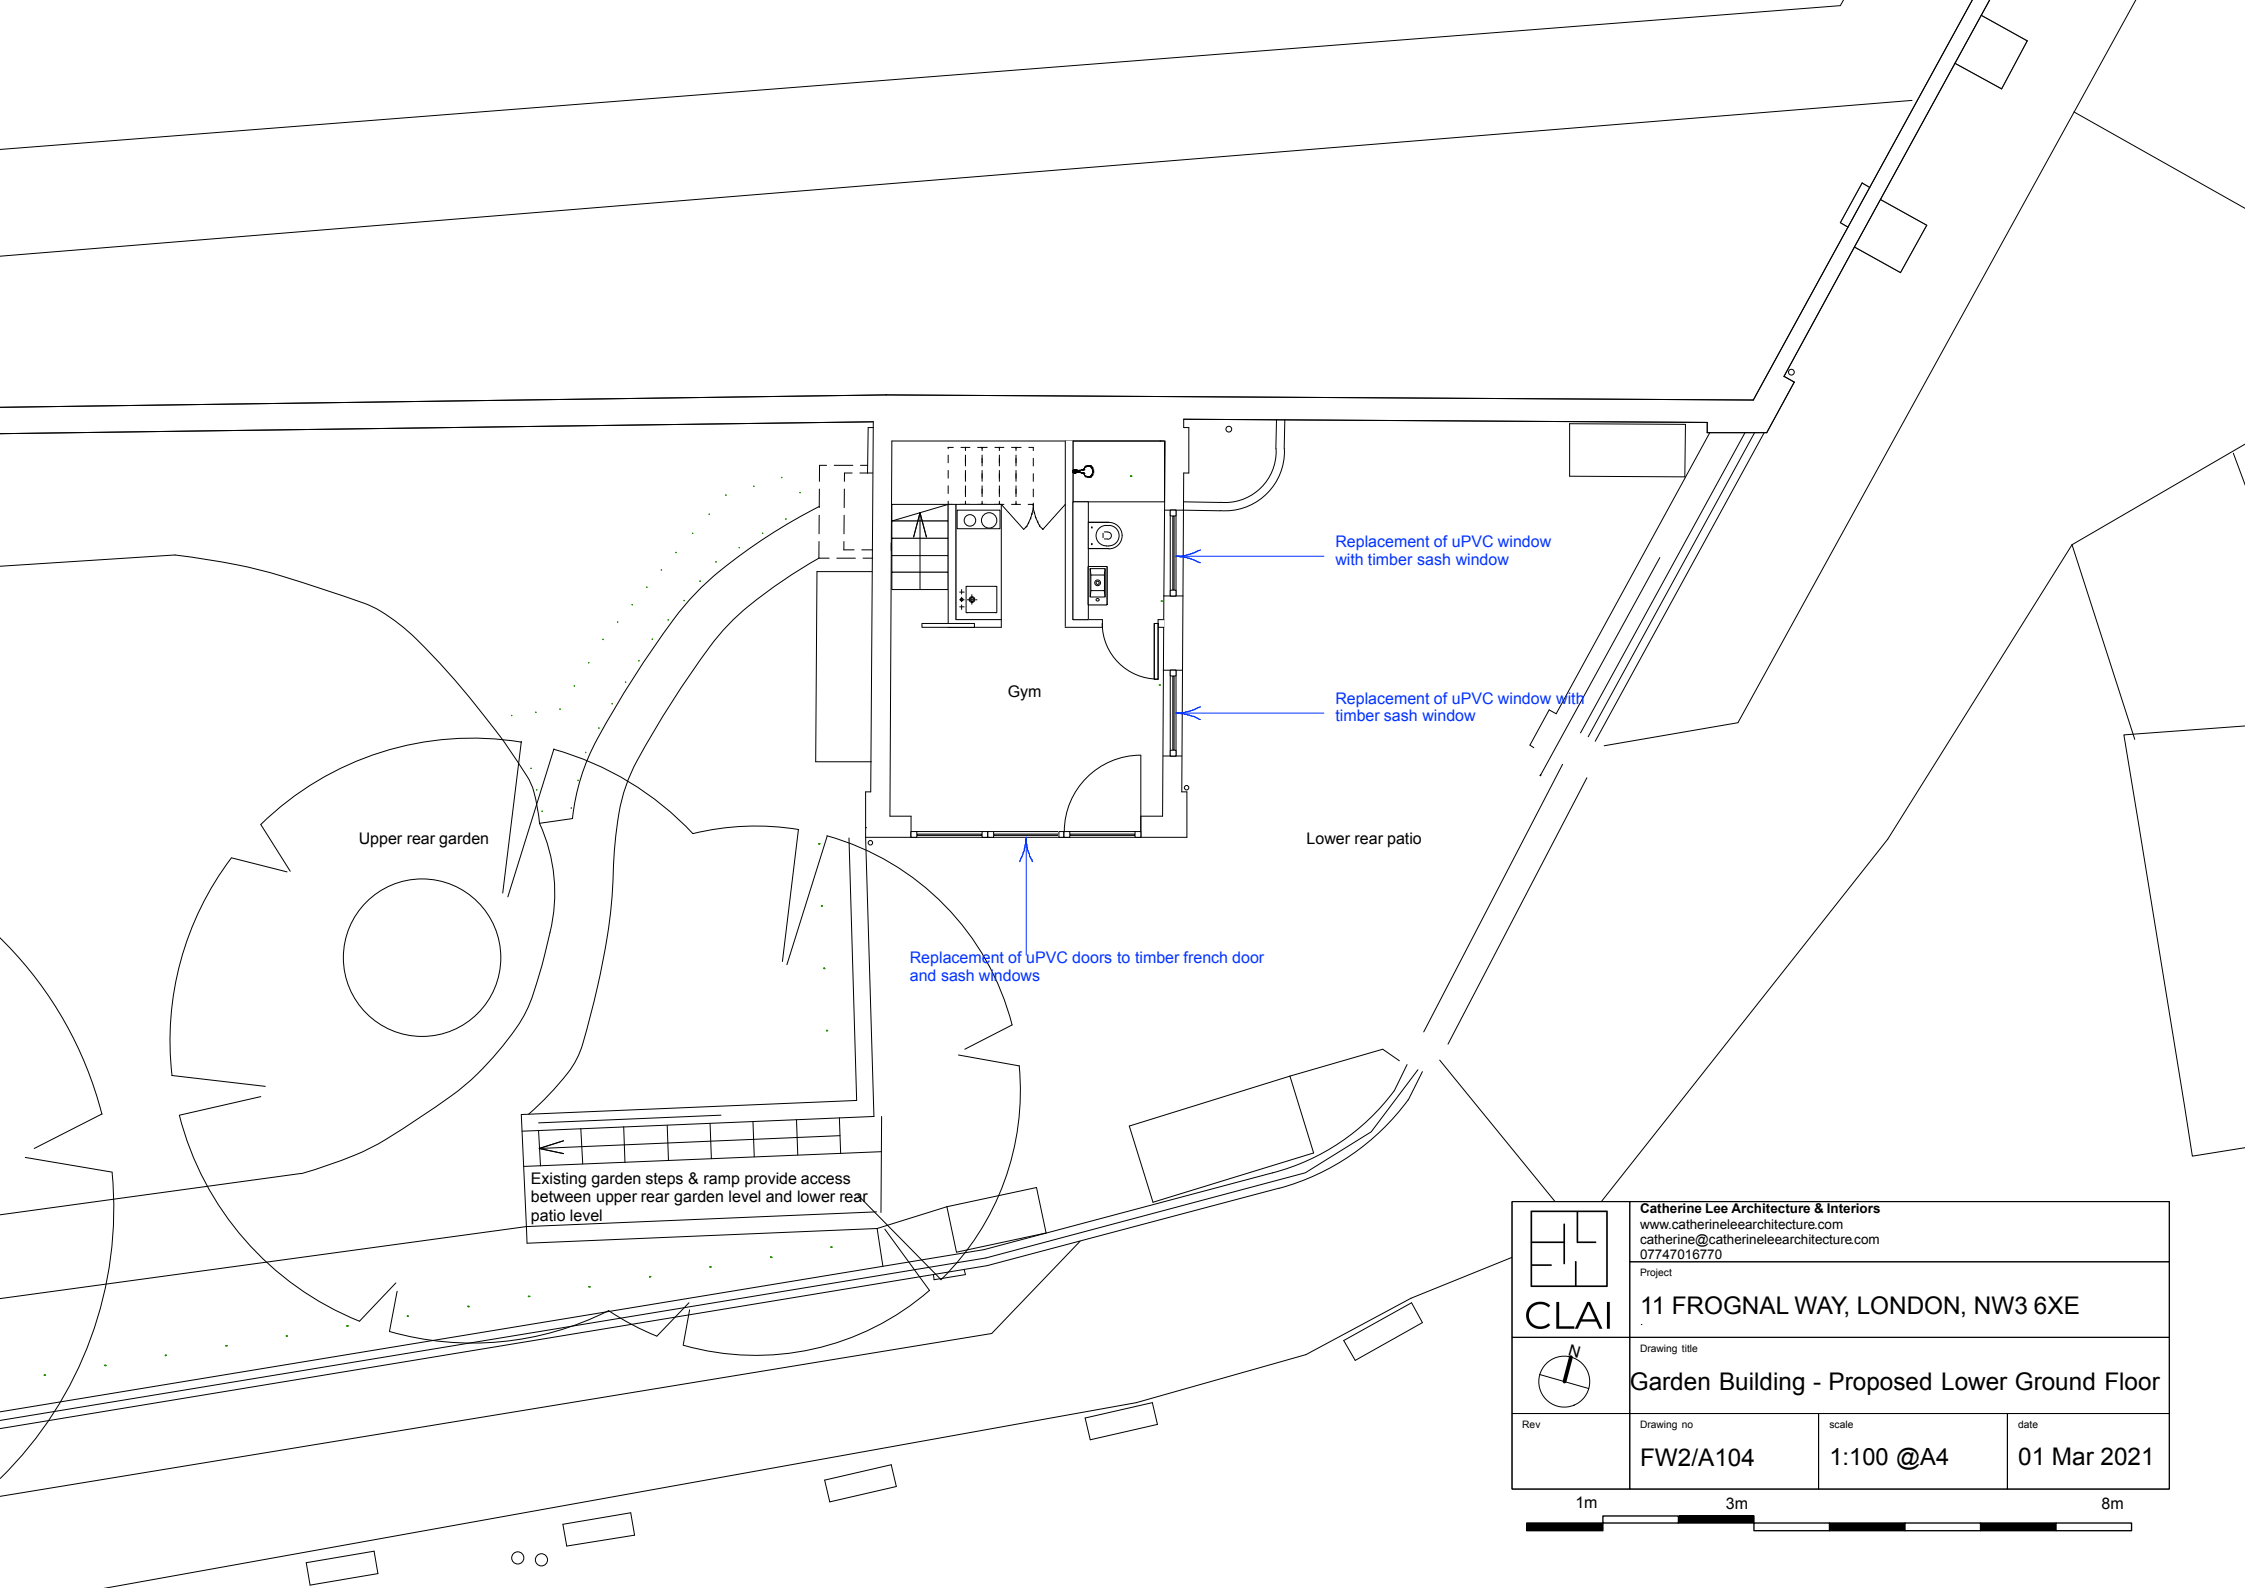 Replacement of uPVC window
with timber sash window
Gym
Replacement of uPVC window with
timber sash window
Upper rear garden
Lower rear patio
Replacement of uPVC doors to timber french door
and sash windows
Existing garden steps & ramp provide access
between upper rear garden level and lower rear
patio level
Catherine Lee Architecture & Interiors
www.catherineleearchitecture.com
catherine@catherineleearchitecture.com
07747016770
CLAI
Project
11 FROGNAL WAY, LONDON, NW3 6XE
N
Drawing title
Garden Building - Proposed Lower Ground Floor
Rev
Drawing no
FW2/A104
scale
1:100 @A4
date
01 Mar 2021
1m 3m 8m